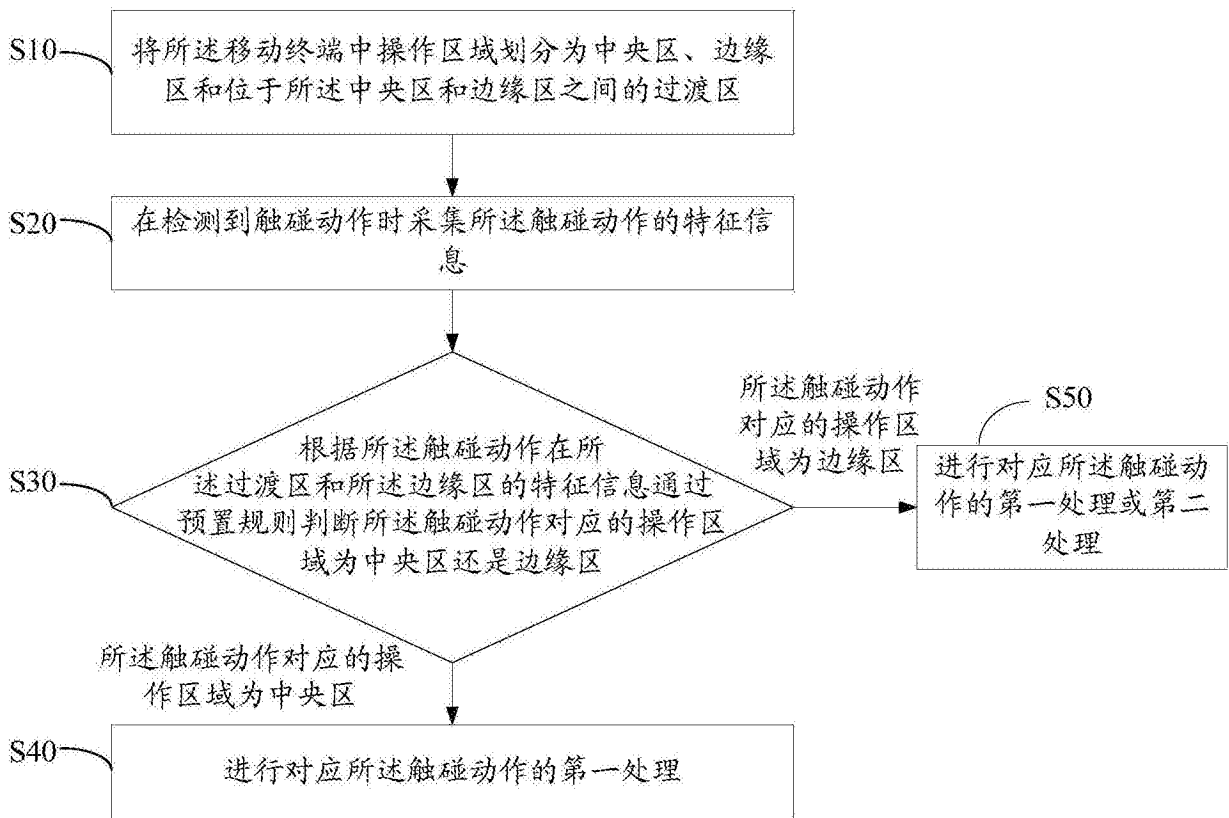 S10
将所述移动终端中操作区域划分为中央区、边缘
区和位于所述中央区和边缘区之间的过渡区
S20
在检测到触碰动作时采集所述触碰动作的特征信
息
S30
根据所述触碰动作在所
述过渡区和所述边缘区的特征信息通过
预置规则判断所述触碰动作对应的操作区
域为中央区还是边缘区
所述触碰动作
对应的操作区
域为边缘区
S50
进行对应所述触碰动
作的第一处理或第二
处理
所述触碰动作对应的操
作区域为中央区
S40
进行对应所述触碰动作的第一处理